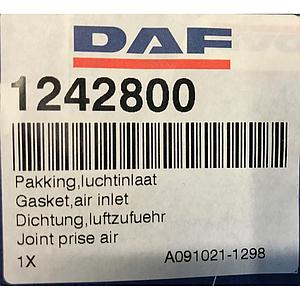 DAF
1242800
Pakking,luchtinlaat
Gasket,air inlet
Dichtung,luftzufuehr
Joint prise air
1X A091021-1298